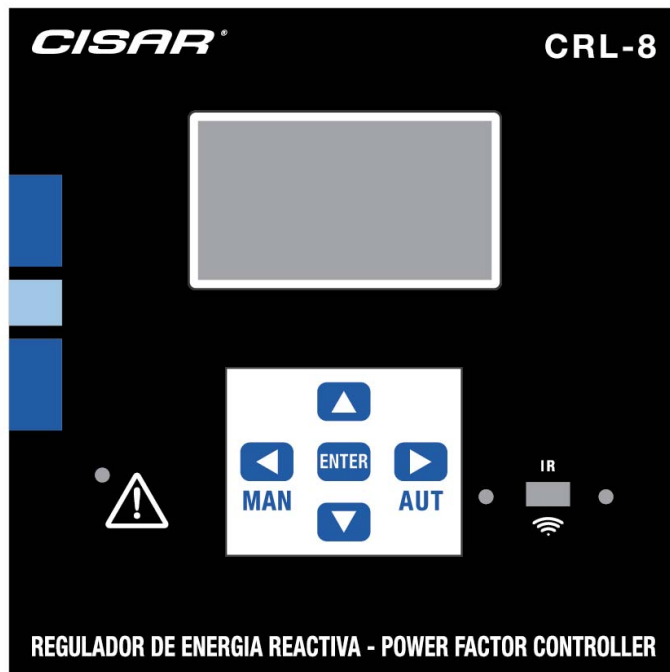 CISAR®
CRL-8
ENTER
MAN
AUT
IR
REGULADOR DE ENERGIA REACTIVA - POWER FACTOR CONTROLLER